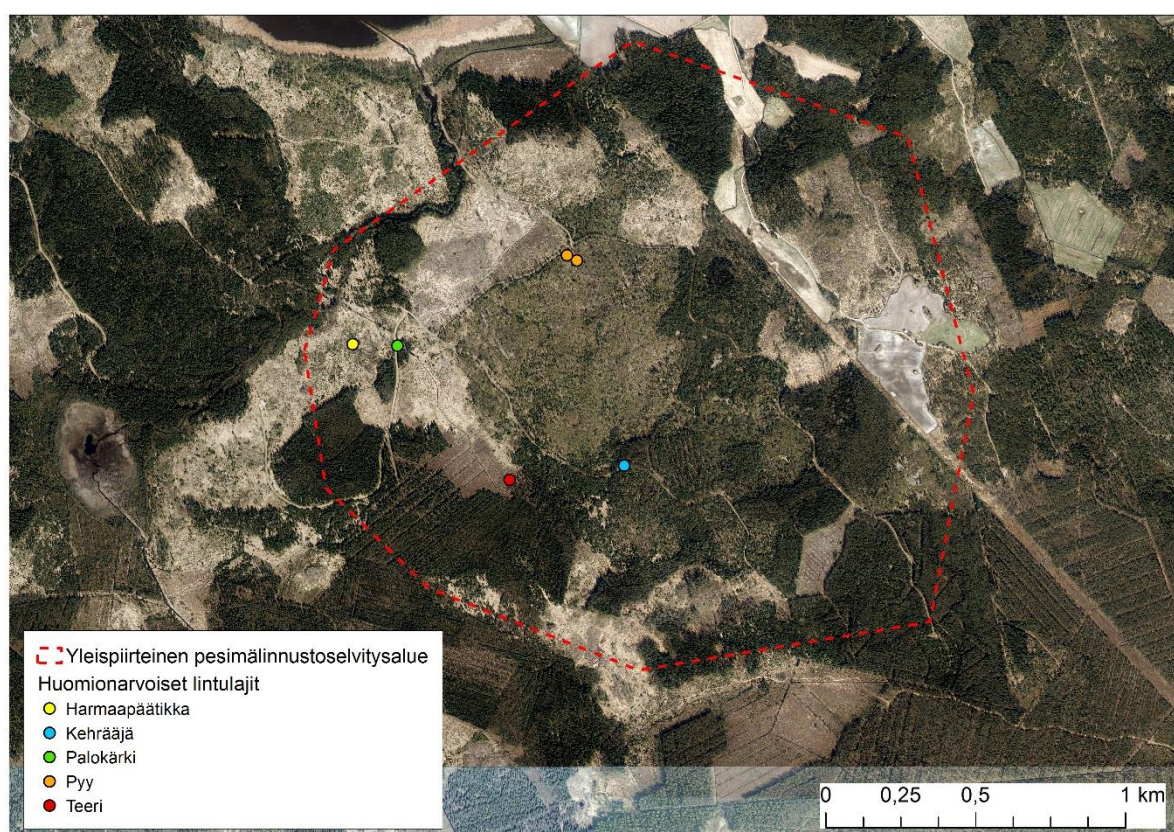 Yleispiirteinen pesimälinnustoselvitysalue
Huomionarvoiset lintulajit
Harmaapäätikka
Kehrääjä
Palokärki
Pyy
Teeri
0 0,25 0,5 1 km